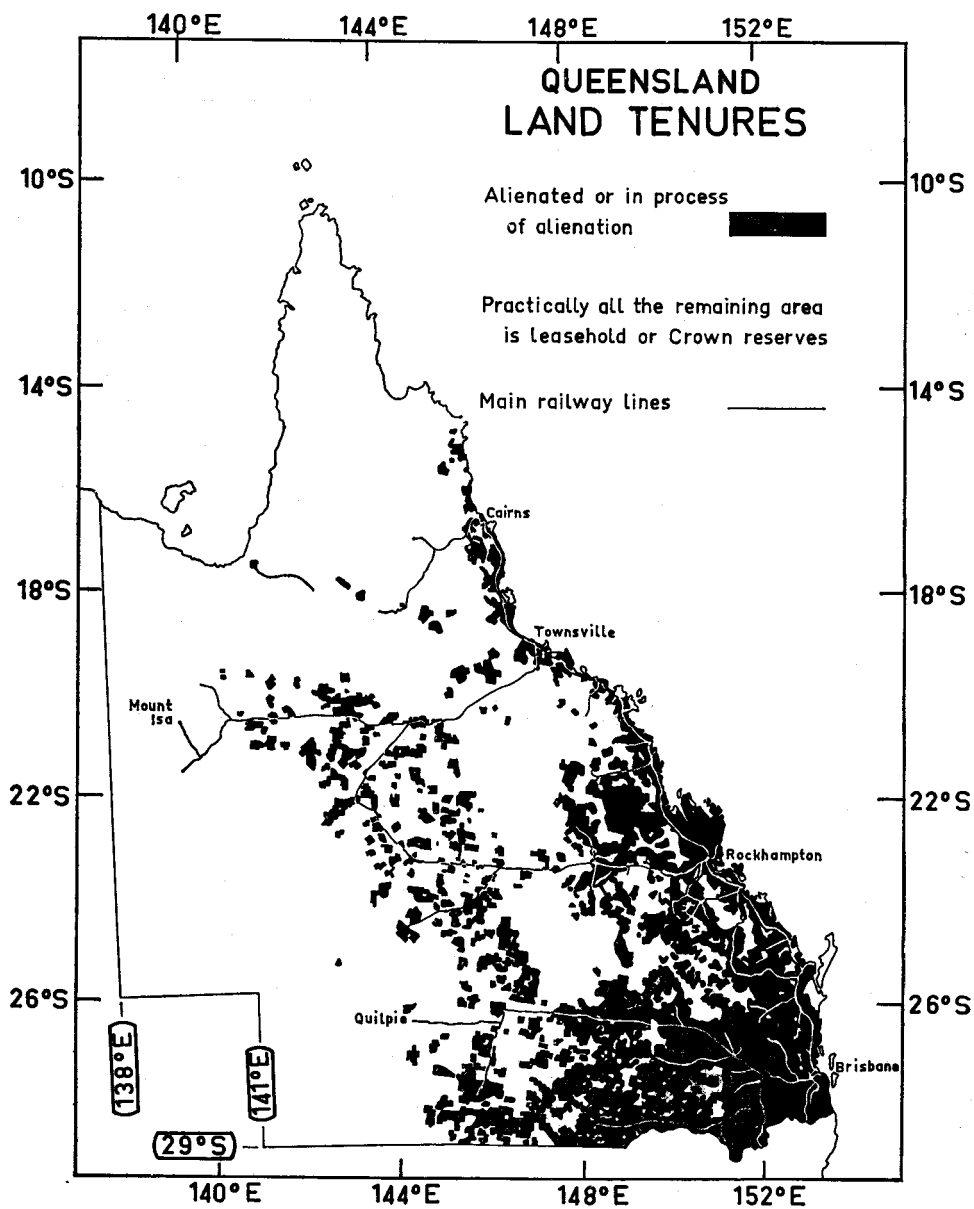 140°E 144°E 148°E 152°E
QUEENSLAND
LAND TENURES
10°S 10°S
Alienated or in process
of alienation
Practically all the remaining area
is leasehold or Crown reserves
14°S 14°S
Main railway lines
Cairns
18°S 18°S
Townsville
Mount
Isa
22°S 22°S
Rockhampton
26°S 26°S
Quilpie
138°E
141°E
Brisbane
29°S
140°E 144°E 148°E 152°E